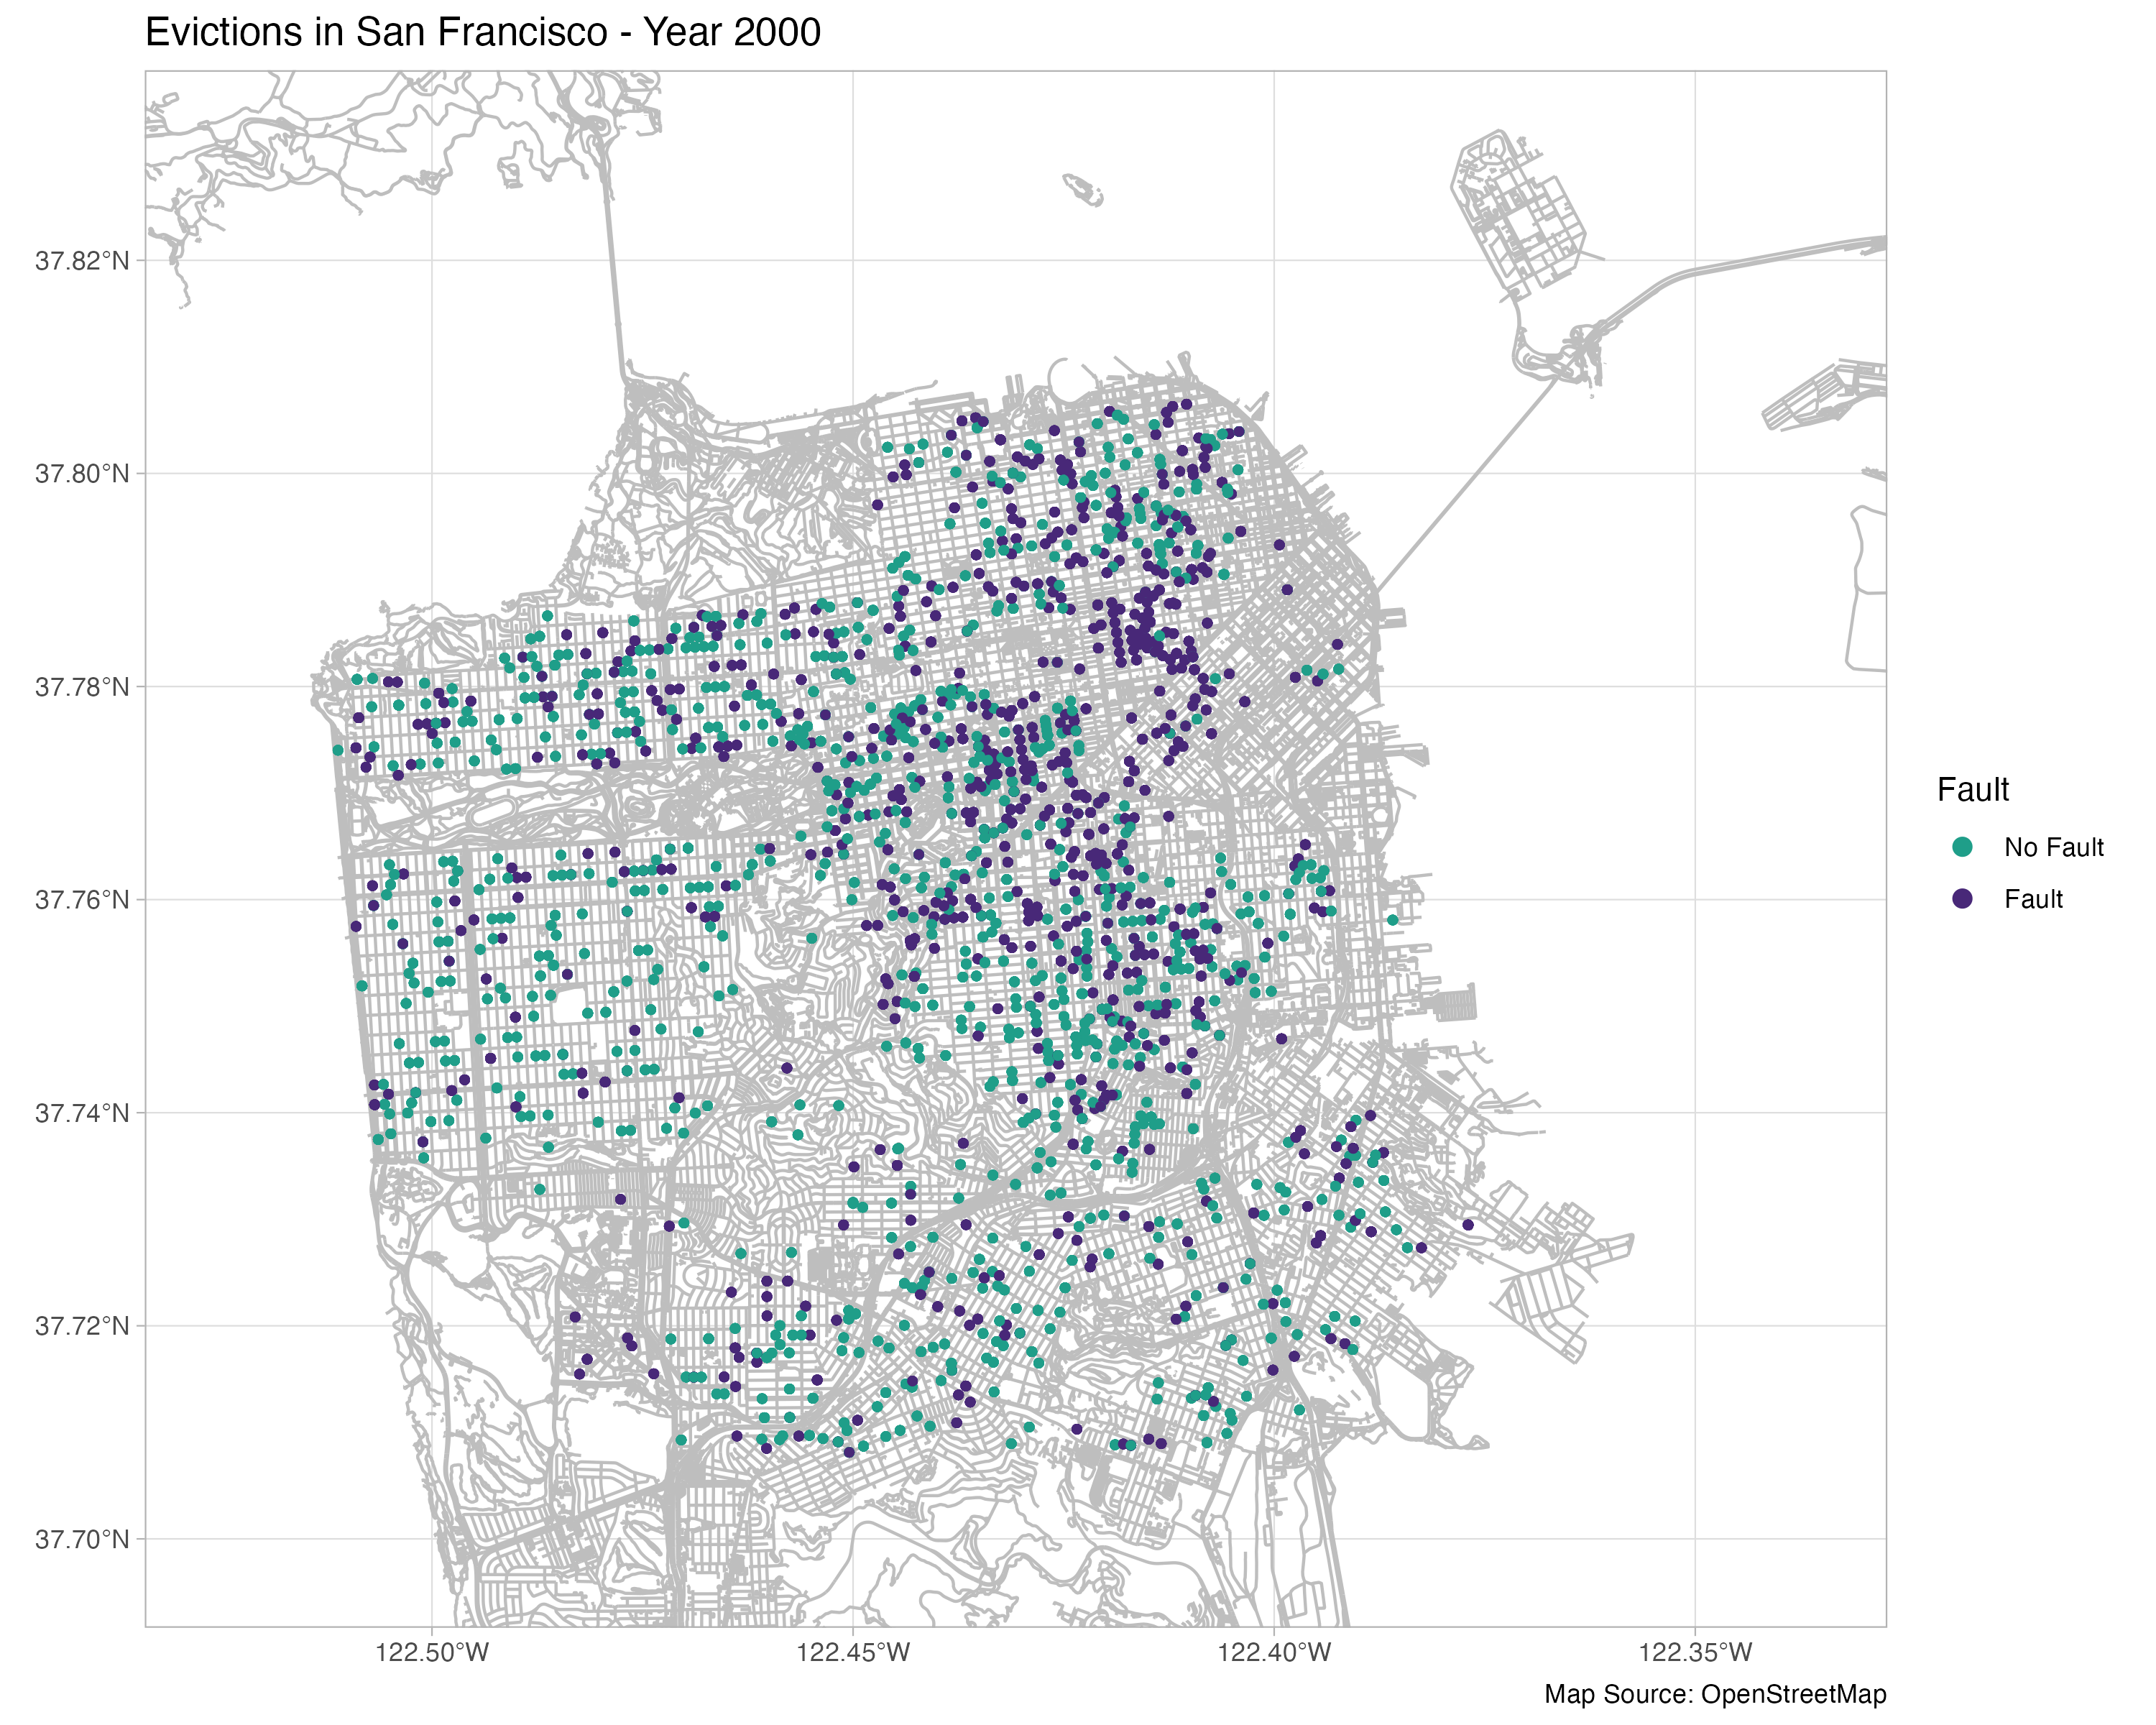 Evictions in San Francisco - Year 2000
37.82°N
37.80°N
37.78°N
37.76°N
37.74°N
37.72°N
37.70°N
122.50°W
122.45°W
122.40°W
122.35°W
Fault
No Fault
Fault
Map Source: OpenStreetMap